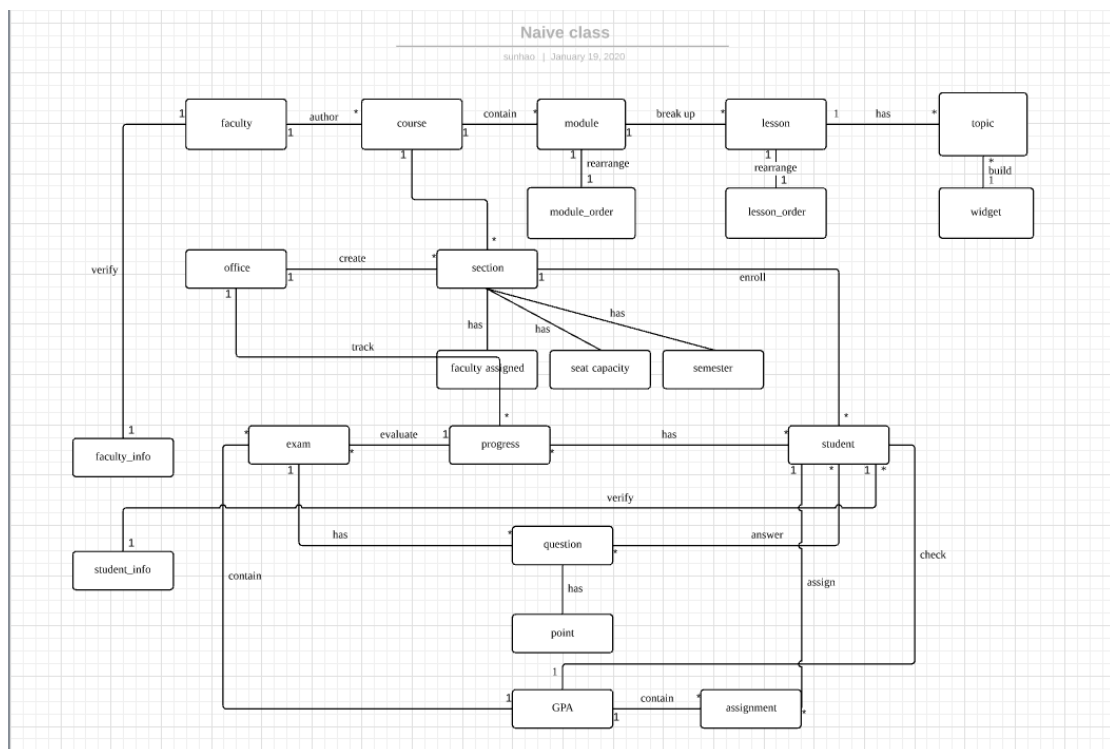 Naive class
sunhao | January 19, 2020
1 faculty 1 author * course 1 contain * module 1 break up * lesson 1 has * topic
1 1 rearrange 1 rearrange * build
1 1 1
module_order lesson_order widget
*
office 1 create * section 1 enroll
verify
1
has has has
track
faculty assigned seat capacity semester
* *
1 * exam evaluate 1 progress has * student
* *
faculty_info 1 1 * 1 *
verify
1 has * question answer
*
student_info contain check
has assign
point
1
1 GPA contain * assignment
1 *